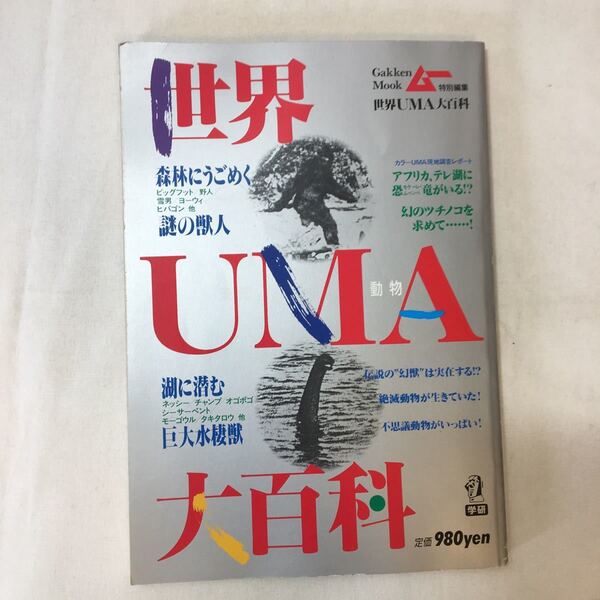 世界
Gakken
Mook
ムー
特別編集
世界UMA大百科
森林にうごめく
ビッグフット 野人
雪男 ヨーウィ
ヒバゴン 他
謎の獣人
カラーUMA現地調査レポート
アフリカ、テレ湖に
恐竜がいる!?
幻のツチノコを
求めて……!
UMA
動物
湖に潜む
ネッシー チャンプ オゴポゴ
シーサーペント
モーゴウル タキタロウ 他
巨大水棲獣
伝説の"幻獣"は実在する!?
絶滅動物が生きていた!
不思議動物がいっぱい!
大百科
学研
定価980yen